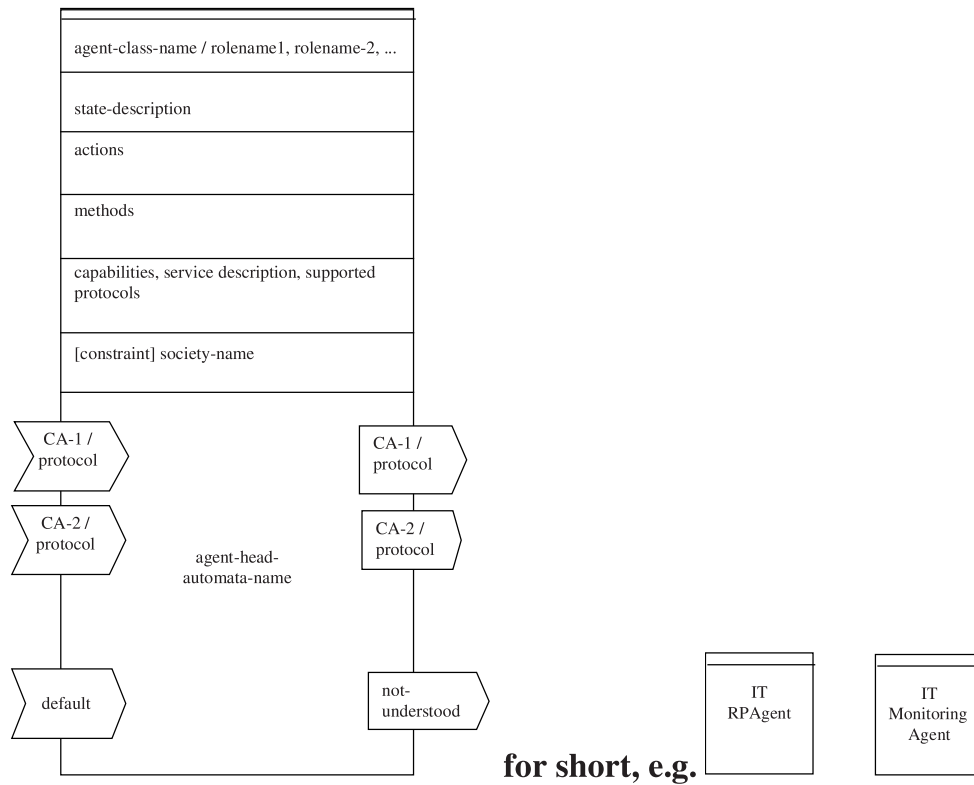 agent-class-name / rolename1, rolename-2, ...
state-description
actions
methods
capabilities, service description, supported
protocols
[constraint] society-name
CA-1 /
protocol
CA-1 /
protocol
CA-2 /
protocol
CA-2 /
protocol
agent-head-
automata-name
default
not-
understood
for short, e.g.
IT
RPAgent
IT
Monitoring
Agent